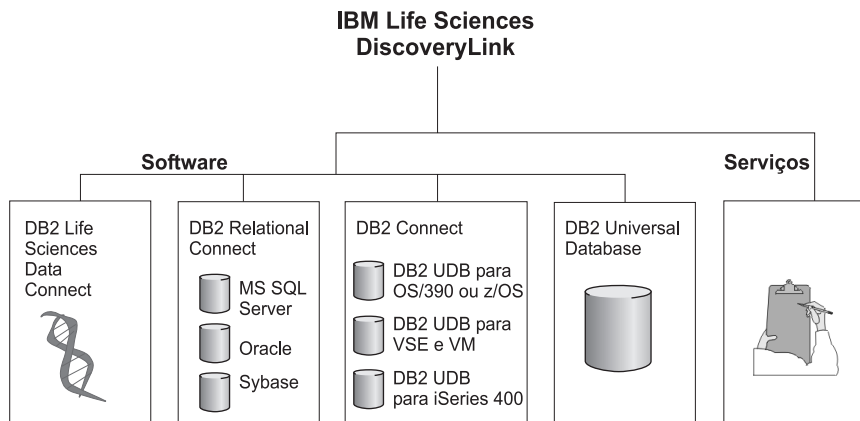 IBM Life Sciences
DiscoveryLink
Software
Serviços
DB2 Life
Sciences
Data
Connect
DB2 Relational
Connect
MS SQL
Server
Oracle
Sybase
DB2 Connect
DB2 UDB para
OS/390 ou z/OS
DB2 UDB para
VSE e VM
DB2 UDB
para iSeries 400
DB2 Universal
Database